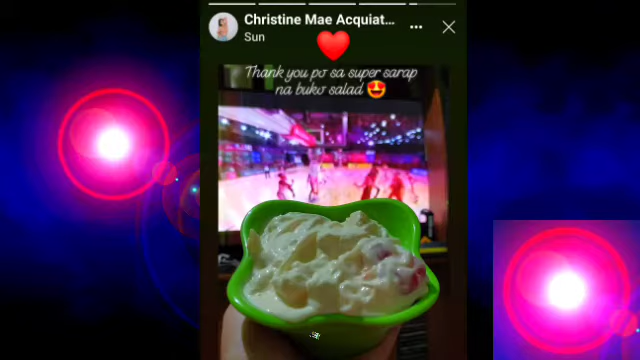 Christine Mae Acquiat...
Sun
Thank you po sa super sarap
na buko salad